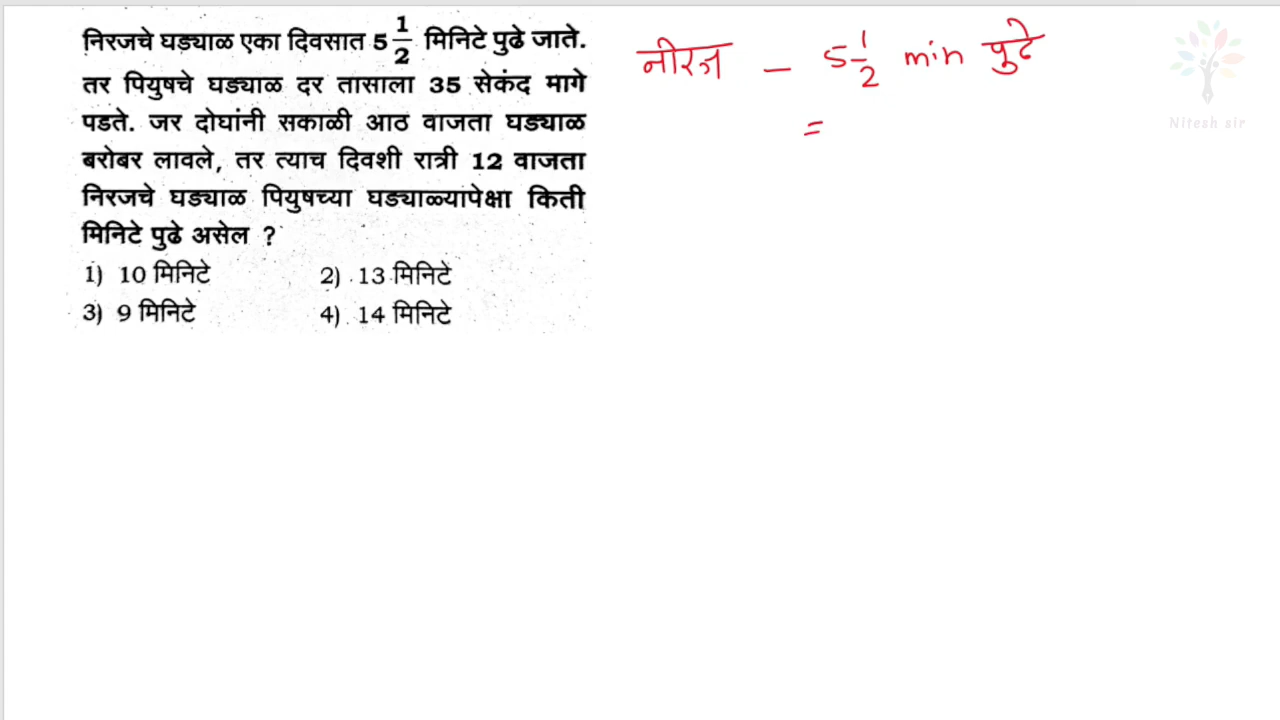 निरजचे घड्याळ एका दिवसात 5 1/2 मिनिटे पुढे जाते.
तर पियुषचे घड्याळ दर तासाला 35 सेकंद मागे
पडते. जर दोघांनी सकाळी आठ वाजता घड्याळ
बरोबर लावले, तर त्याच दिवशी रात्री 12 वाजता
निरजचे घड्याळ पियुषच्या घड्याळ्यापेक्षा किती
मिनिटे पुढे असेल ?
1) 10 मिनिटे 2) 13 मिनिटे
3) 9 मिनिटे 4) 14 मिनिटे
नीरज – 5 1/2 min पुढे
=
Nitesh sir